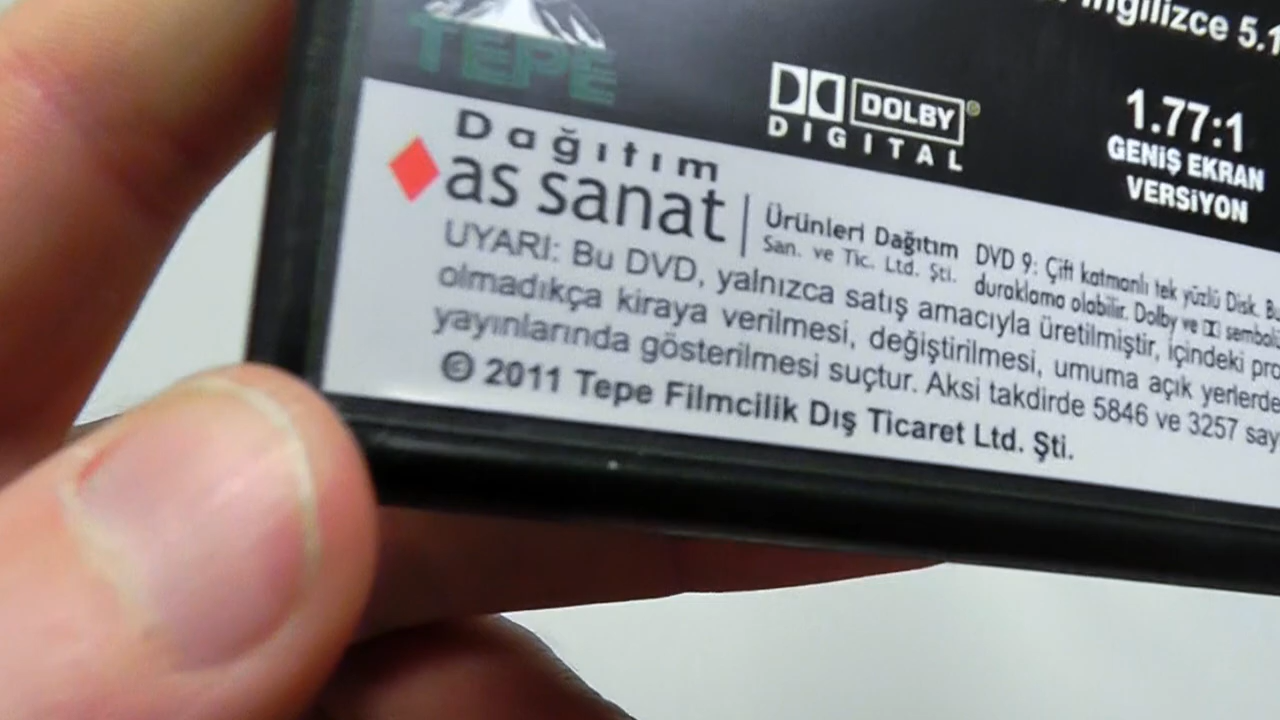 İngilizce 5.1
TEPE
DOLBY
DIGITAL
1.77:1
GENiŞ EKRAN
VERSiYON
Dağıtım
as sanat
Ürünleri Dağıtım
San. ve Tic. Ltd. Şti.
DVD 9: Çift katmanlı tek yüzlü Disk.
duraklama olabilir. Dolby ve
UYARI: Bu DVD, yalnızca satış amacıyla üretilmiştir, içindeki
olmadıkça kiraya verilmesi, değiştirilmesi, umuma açık yerlerde
yayınlarında gösterilmesi suçtur. Aksi takdirde 5846 ve 3257
© 2011 Tepe Filmcilik Dış Ticaret Ltd. Şti.